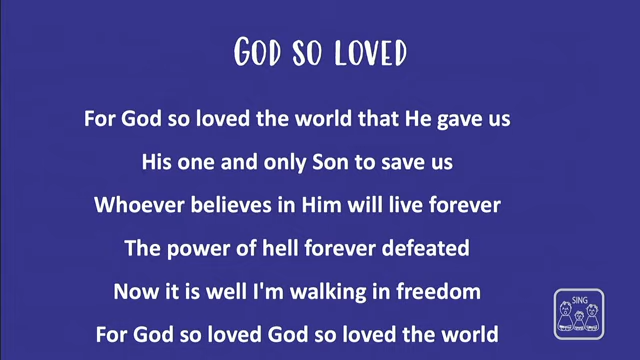 GOD SO LOVED
For God so loved the world that He gave us
His one and only Son to save us
Whoever believes in Him will live forever
The power of hell forever defeated
Now it is well I'm walking in freedom
For God so loved God so loved the world
SING